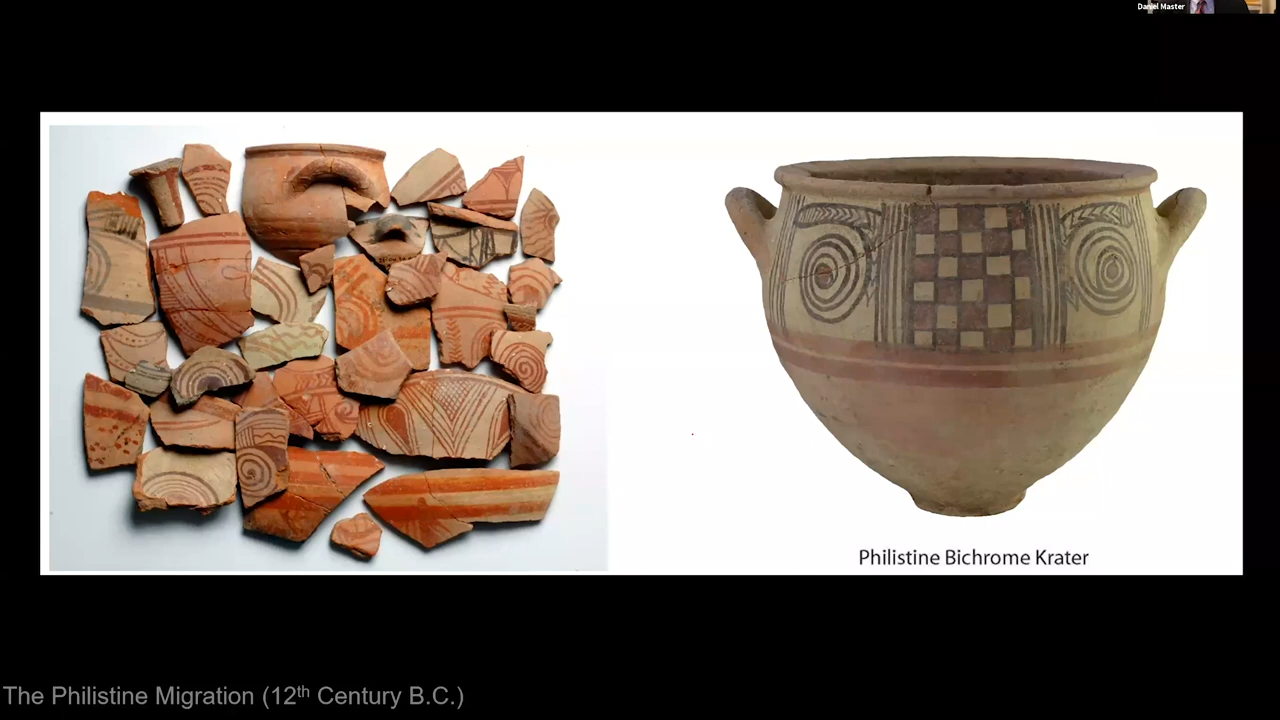 Daniel Master
Philistine Bichrome Krater
The Philistine Migration (12th Century B.C.)